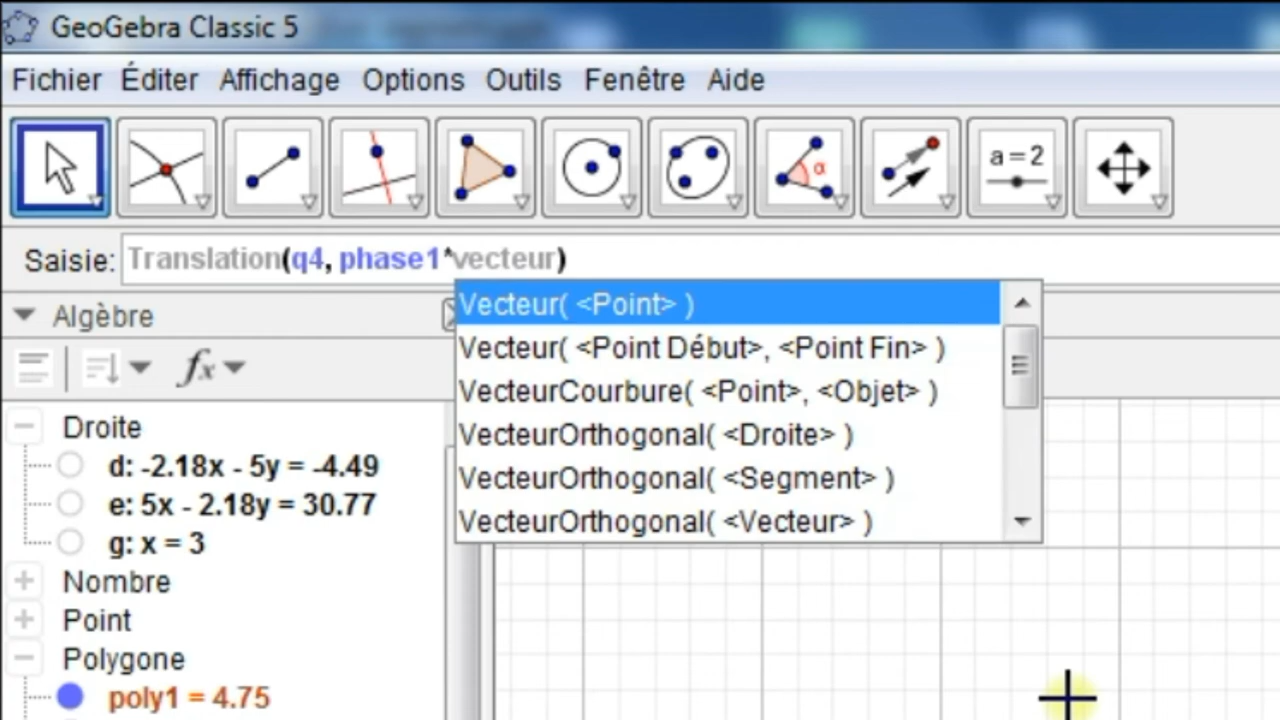 GeoGebra Classic 5
Fichier Éditer Affichage Options Outils Fenêtre Aide
α
a=2
Saisie: Translation(q4, phase1*vecteur)
Vecteur( <Point> )
Algèbre
Vecteur( <Point Début>, <Point Fin> )
fx
VecteurCourbure( <Point>, <Objet> )
Droite
VecteurOrthogonal( <Droite> )
d: -2.18x - 5y = -4.49
VecteurOrthogonal( <Segment> )
e: 5x - 2.18y = 30.77
VecteurOrthogonal( <Vecteur> )
g: x = 3
Nombre
Point
Polygone
poly1 = 4.75